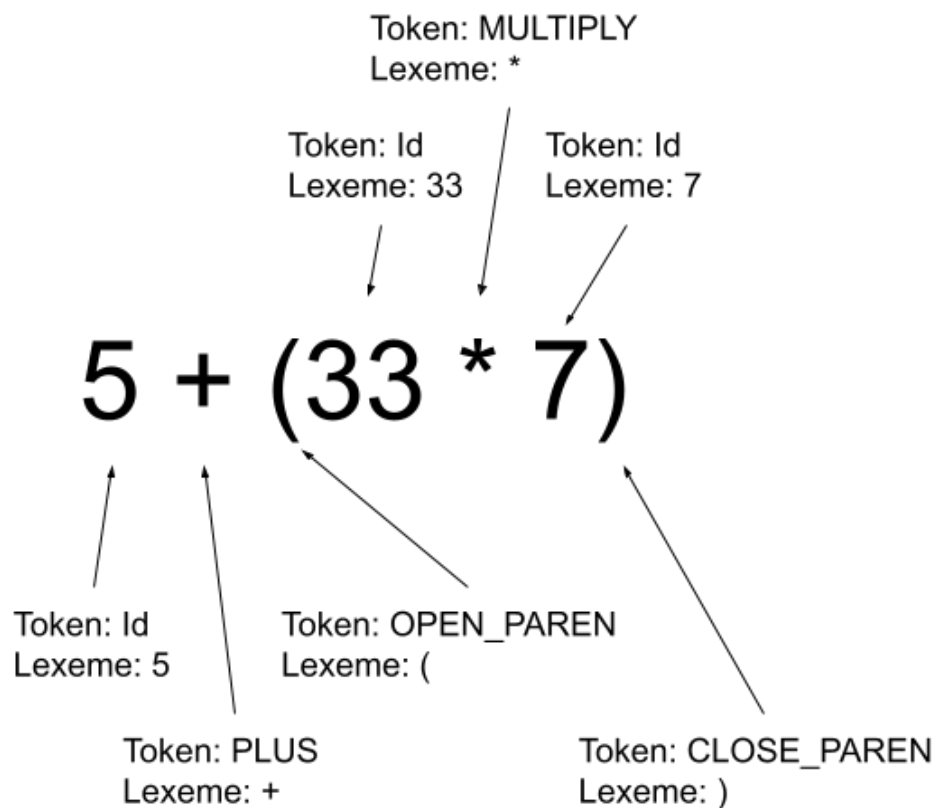 Token: MULTIPLY
Lexeme: *
Token: Id
Lexeme: 33
Token: Id
Lexeme: 7
5 + (33 * 7)
Token: Id
Lexeme: 5
Token: OPEN_PAREN
Lexeme: (
Token: PLUS
Lexeme: +
Token: CLOSE_PAREN
Lexeme: )